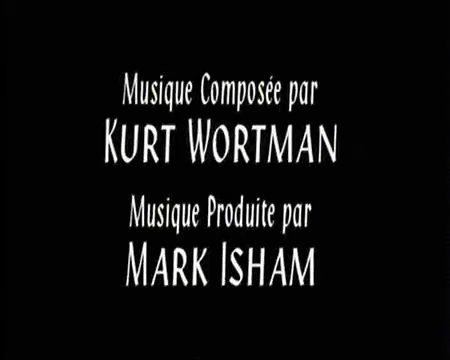 Musique Composée par
KURT WORTMAN
Musique Produite par
MARK ISHAM